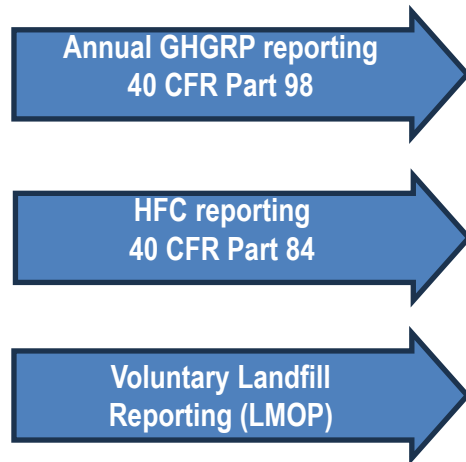 Annual GHGRP reporting
40 CFR Part 98
HFC reporting
40 CFR Part 84
Voluntary Landfill
Reporting (LMOP)